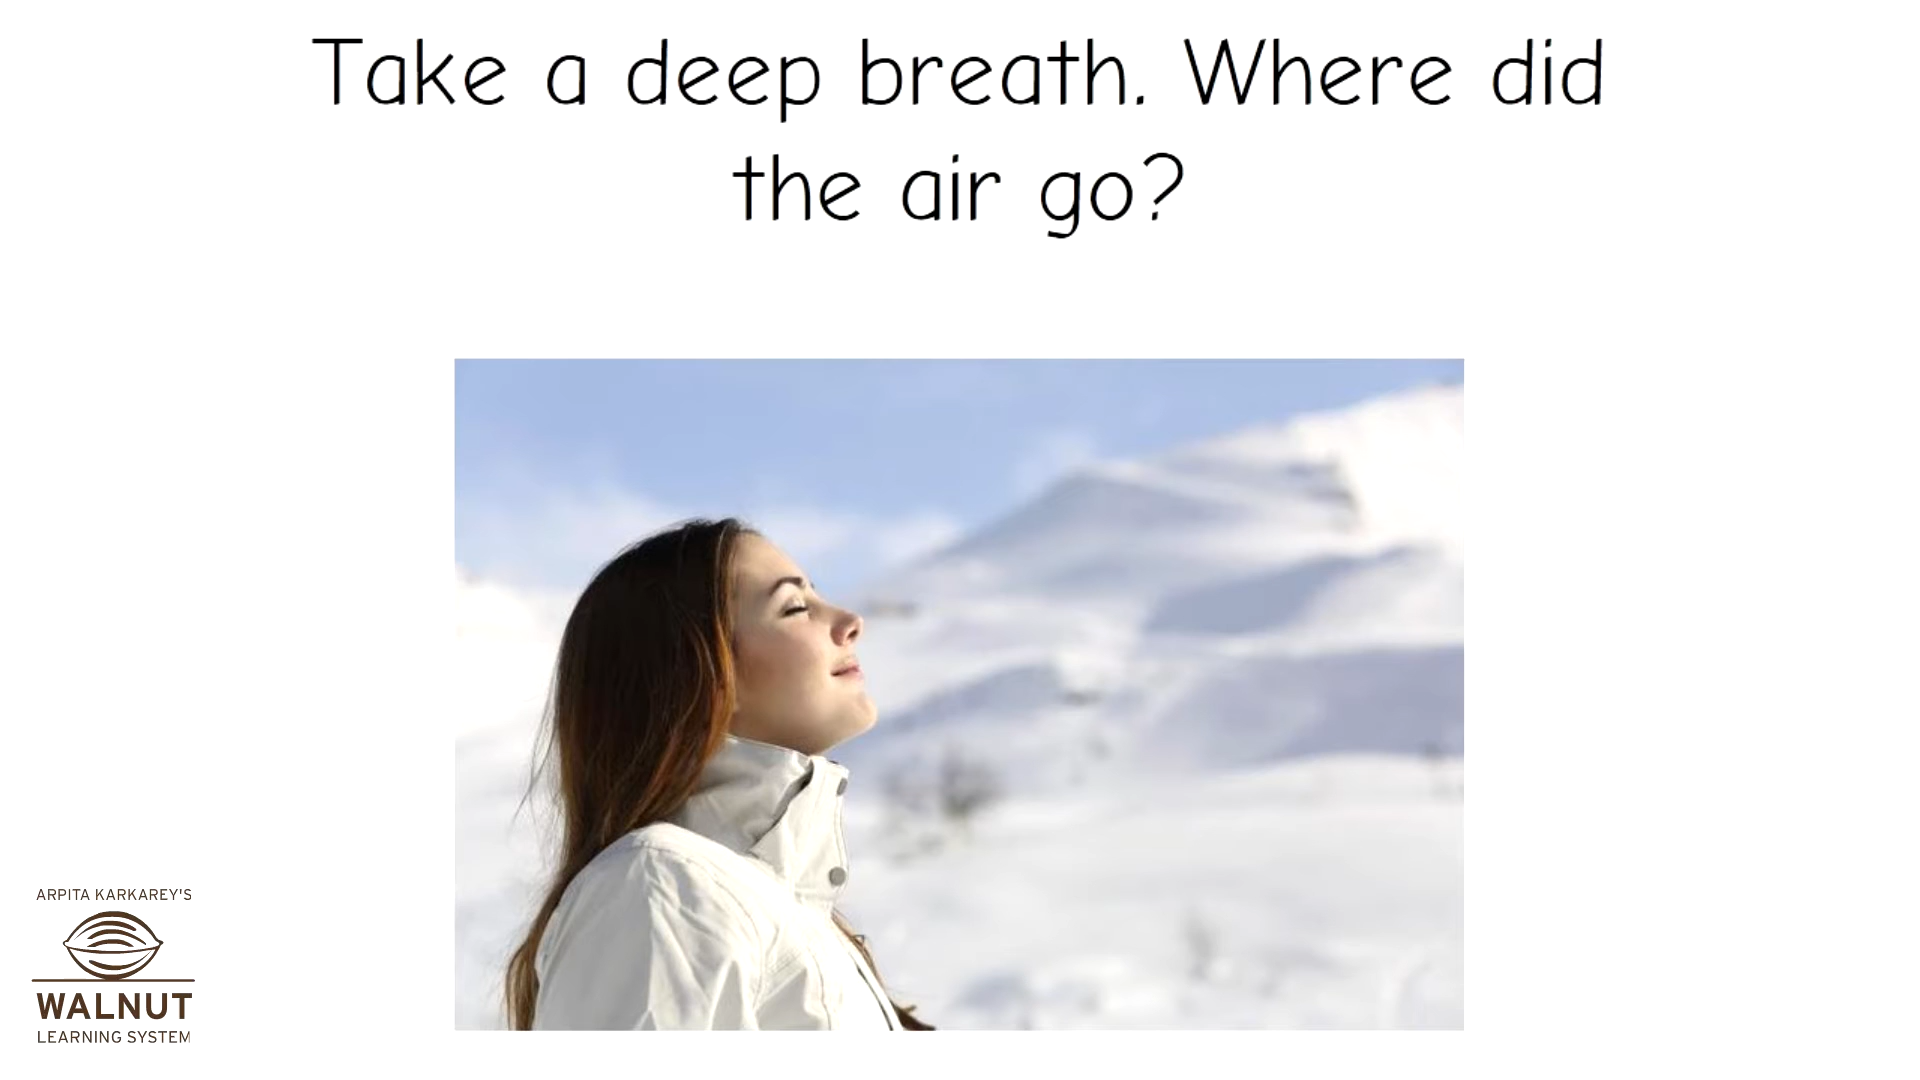 Take a deep breath. Where did
the air go?
ARPITA KARKAREY'S
WALNUT
LEARNING SYSTEM